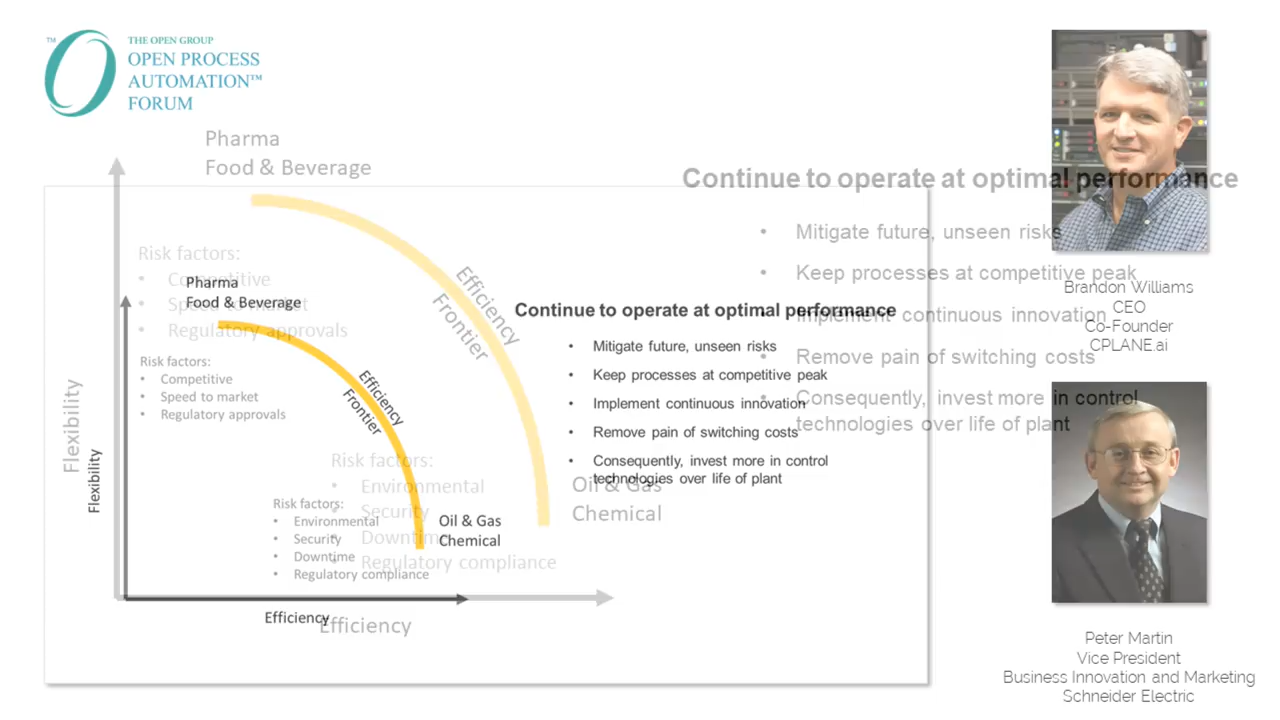 ™
THE OPEN GROUP
OPEN PROCESS
AUTOMATION™
FORUM
Pharma
Food & Beverage
Risk factors:
• Competitive
• Speed to market
• Regulatory approvals
Efficiency
Frontier
Flexibility
Risk factors:
• Environmental
• Security
• Downtime
• Regulatory compliance
Oil & Gas
Chemical
Efficiency
Continue to operate at optimal performance
• Mitigate future, unseen risks
• Keep processes at competitive peak
• Implement continuous innovation
• Remove pain of switching costs
• Consequently, invest more in control
technologies over life of plant
Pharma
Food & Beverage
Risk factors:
• Competitive
• Speed to market
• Regulatory approvals
Efficiency
Frontier
Flexibility
Risk factors:
• Environmental
• Security
• Downtime
• Regulatory compliance
Oil & Gas
Chemical
Efficiency
Continue to operate at optimal performance
• Mitigate future, unseen risks
• Keep processes at competitive peak
• Implement continuous innovation
• Remove pain of switching costs
• Consequently, invest more in control
technologies over life of plant
Brandon Williams
CEO
Co-Founder
CPLANE.ai
Peter Martin
Vice President
Business Innovation and Marketing
Schneider Electric